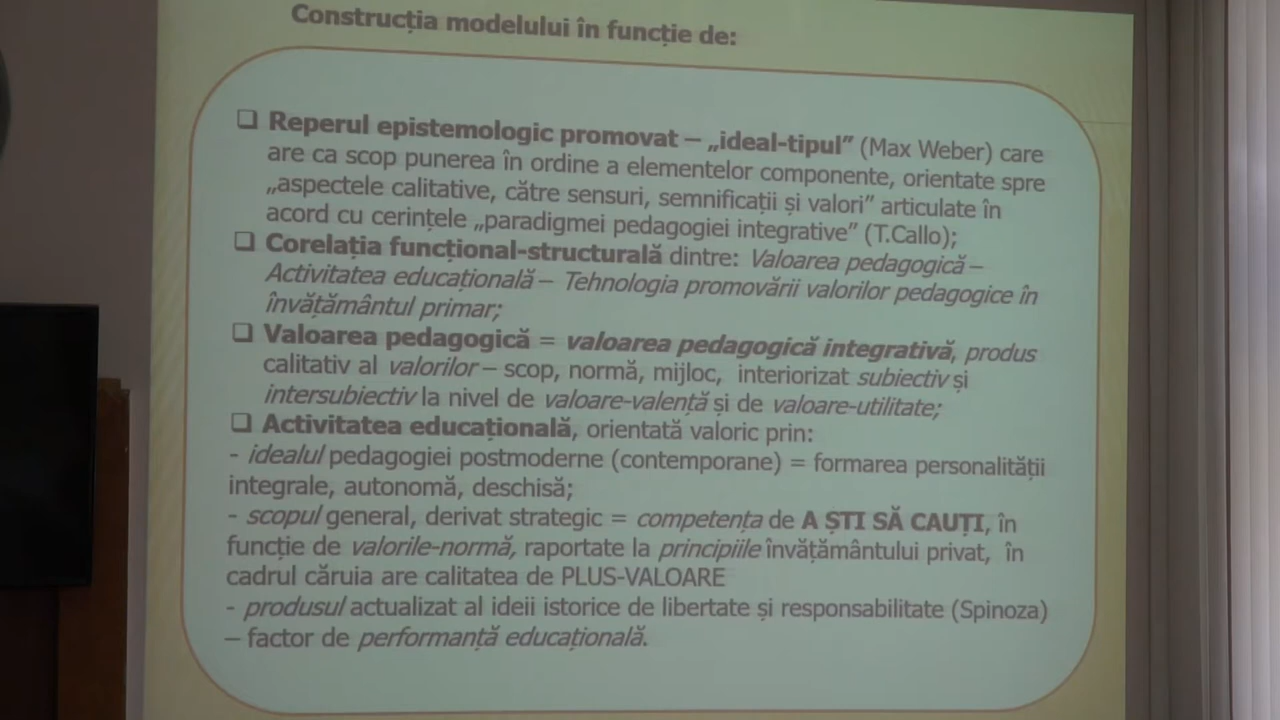 Construcția modelului în funcție de:
❑ Reperul epistemologic promovat – „ideal-tipul” (Max Weber) care
are ca scop punerea în ordine a elementelor componente, orientate spre
„aspectele calitative, către sensuri, semnificații și valori” articulate în
acord cu cerințele „paradigmei pedagogiei integrative” (T.Callo);
❑ Corelația funcțional-structurală dintre: Valoarea pedagogică –
Activitatea educațională – Tehnologia promovării valorilor pedagogice în
învățământul primar;
❑ Valoarea pedagogică = valoarea pedagogică integrativă, produs
calitativ al valorilor – scop, normă, mijloc, interiorizat subiectiv și
intersubiectiv la nivel de valoare-valență și de valoare-utilitate;
❑ Activitatea educațională, orientată valoric prin:
- idealul pedagogiei postmoderne (contemporane) = formarea personalității
integrale, autonomă, deschisă;
- scopul general, derivat strategic = competența de A ȘTI SĂ CAUȚI, în
funcție de valorile-normă, raportate la principiile învățământului privat, în
cadrul căruia are calitatea de PLUS-VALOARE
- produsul actualizat al ideii istorice de libertate și responsabilitate (Spinoza)
– factor de performanță educațională.